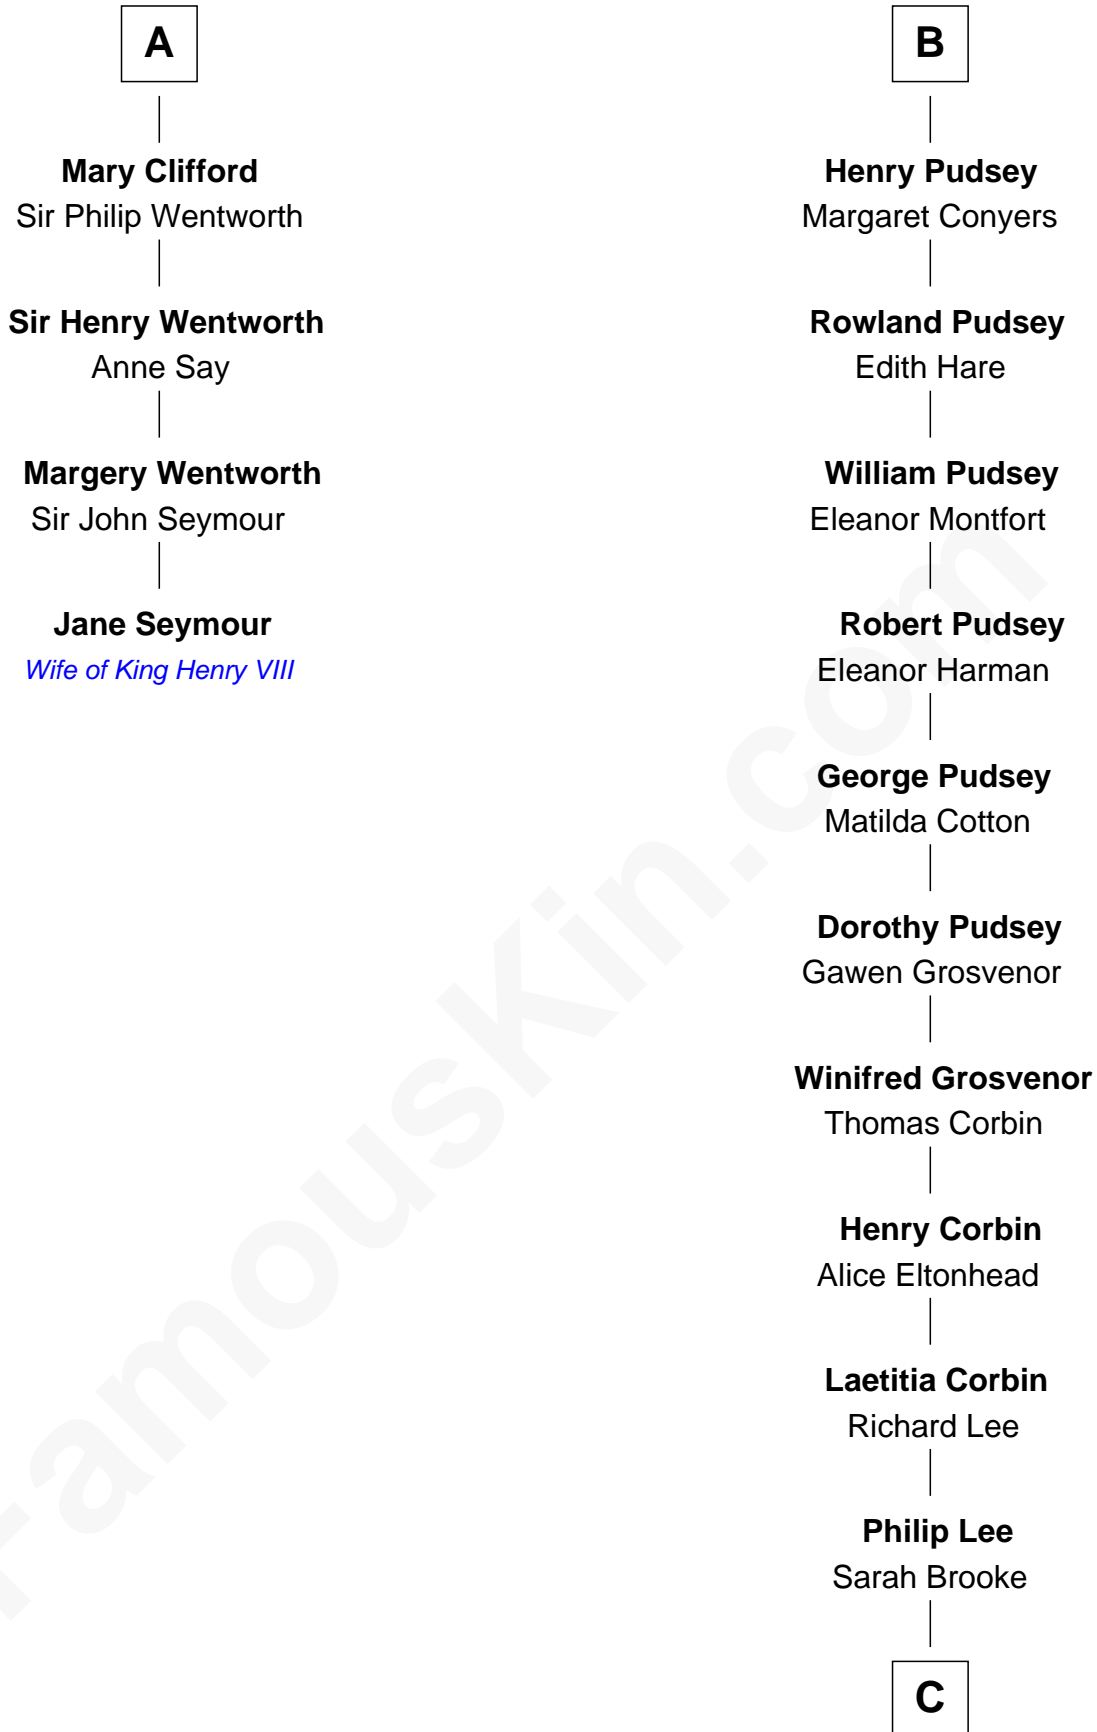 A
Mary Clifford
Sir Philip Wentworth
Sir Henry Wentworth
Anne Say
Margery Wentworth
Sir John Seymour
Jane Seymour
Wife of King Henry VIII
B
Henry Pudsey
Margaret Conyers
Rowland Pudsey
Edith Hare
William Pudsey
Eleanor Montfort
Robert Pudsey
Eleanor Harman
George Pudsey
Matilda Cotton
Dorothy Pudsey
Gawen Grosvenor
Winifred Grosvenor
Thomas Corbin
Henry Corbin
Alice Eltonhead
Laetitia Corbin
Richard Lee
Philip Lee
Sarah Brooke
C
FamousKin.com